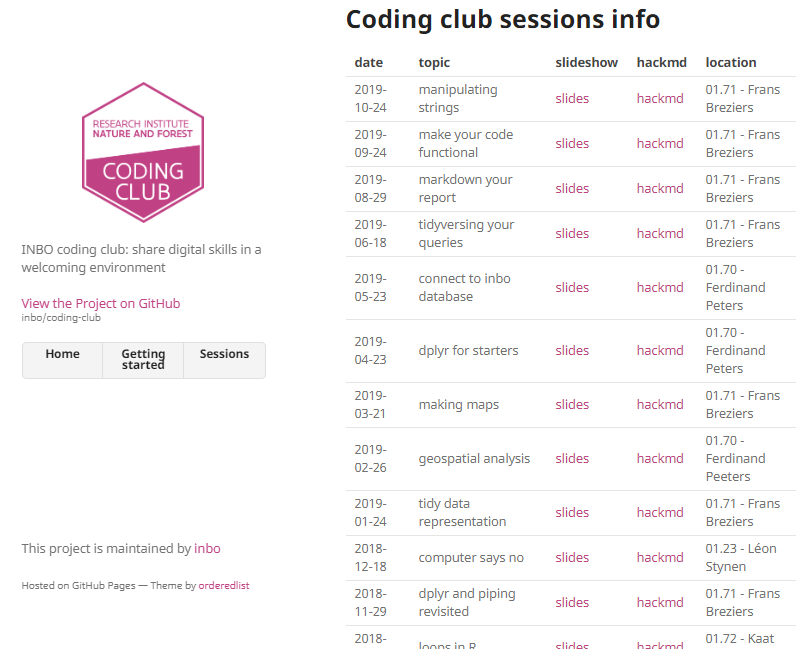 RESEARCH INSTITUTE
NATURE AND FOREST
CODING
CLUB
INBO coding club: share digital skills in a
welcoming environment
View the Project on GitHub
inbo/coding-club
Home
Getting
started
Sessions
This project is maintained by inbo
Hosted on GitHub Pages — Theme by orderedlist
Coding club sessions info
date topic slideshow hackmd location
2019- manipulating slides hackmd 01.71 - Frans
10-24 strings Breziers
2019- make your code slides hackmd 01.71 - Frans
09-24 functional Breziers
2019- markdown your slides hackmd 01.71 - Frans
08-29 report Breziers
2019- tidyversing your slides hackmd 01.71 - Frans
06-18 queries Breziers
2019- connect to inbo slides hackmd 01.70 -
05-23 database Ferdinand
Peters
2019- dplyr for starters slides hackmd 01.70 -
04-23 Ferdinand
Peters
2019- making maps slides hackmd 01.71 - Frans
03-21 Breziers
2019- geospatial analysis slides hackmd 01.70 -
02-26 Ferdinand
Peeters
2019- tidy data slides hackmd 01.71 - Frans
01-24 representation Breziers
2018- computer says no slides hackmd 01.23 - Léon
12-18 Stynen
2018- dplyr and piping slides hackmd 01.71 - Frans
11-29 revisited Breziers
2018- loops in R slides hackmd 01.72 - Kaat